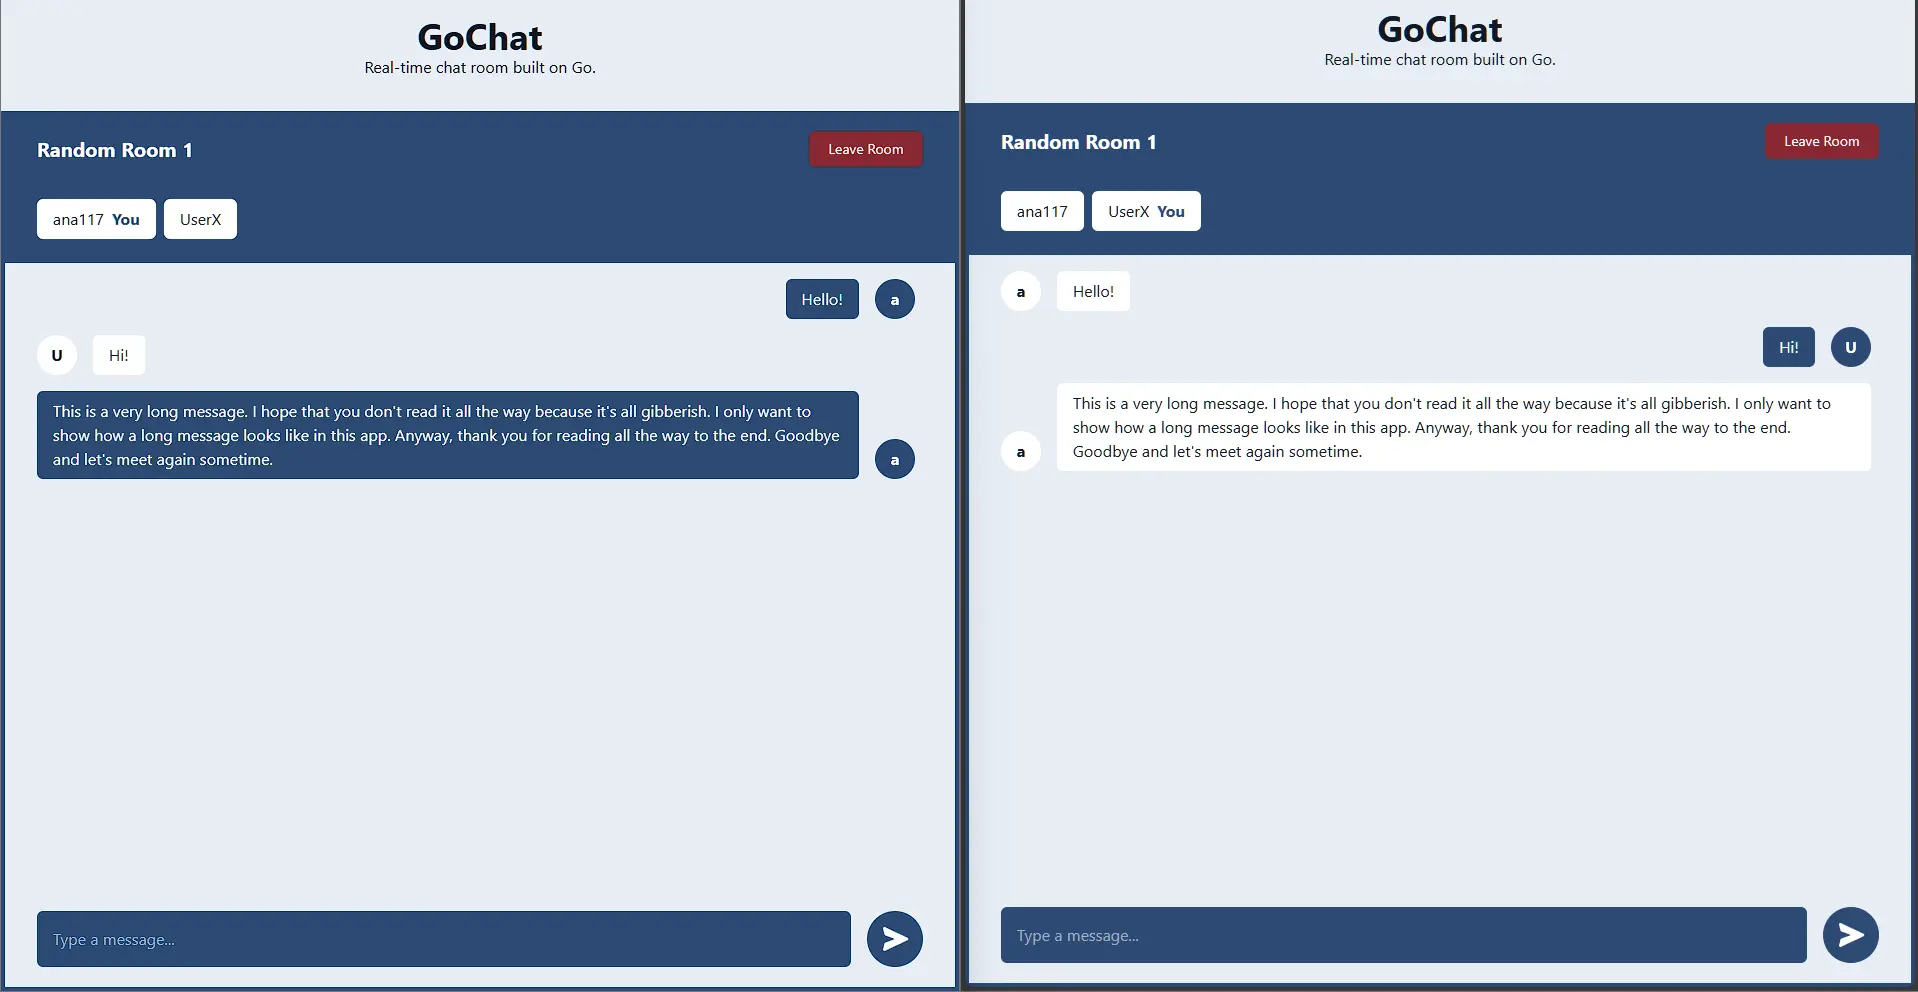 GoChat
Real-time chat room built on Go.
Random Room 1
Leave Room
ana117 You
UserX
Hello!
a
U
Hi!
This is a very long message. I hope that you don't read it all the way because it's all gibberish. I only want to
show how a long message looks like in this app. Anyway, thank you for reading all the way to the end. Goodbye
and let's meet again sometime.
a
Type a message...
GoChat
Real-time chat room built on Go.
Random Room 1
Leave Room
ana117
UserX You
a
Hello!
Hi!
U
This is a very long message. I hope that you don't read it all the way because it's all gibberish. I only want to
show how a long message looks like in this app. Anyway, thank you for reading all the way to the end.
Goodbye and let's meet again sometime.
a
Type a message...